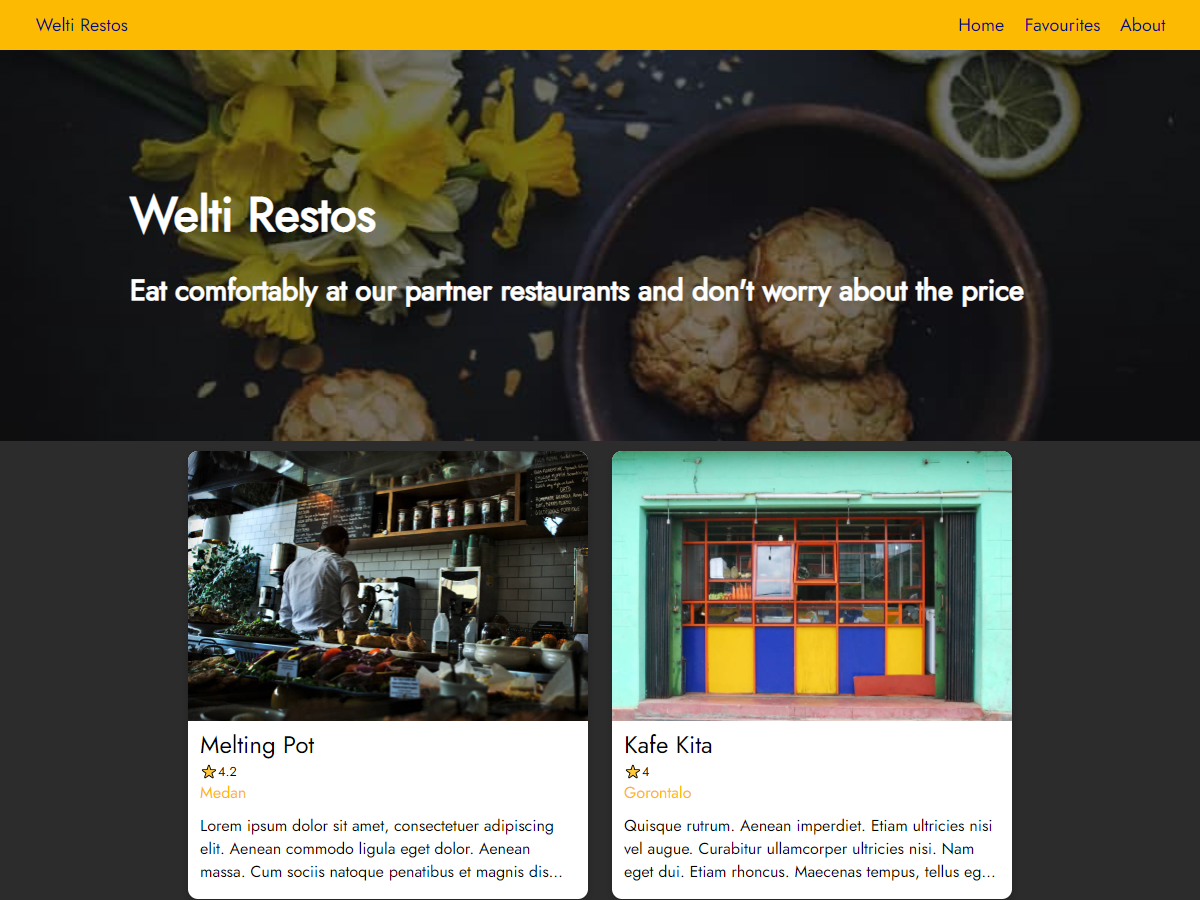 Welti Restos
Home Favourites About
Welti Restos
Eat comfortably at our partner restaurants and don't worry about the price
Melting Pot
4.2
Medan
Lorem ipsum dolor sit amet, consectetuer adipiscing
elit. Aenean commodo ligula eget dolor. Aenean
massa. Cum sociis natoque penatibus et magnis dis...
Kafe Kita
4
Gorontalo
Quisque rutrum. Aenean imperdiet. Etiam ultricies nisi
vel augue. Curabitur ullamcorper ultricies nisi. Nam
eget dui. Etiam rhoncus. Maecenas tempus, tellus eg...